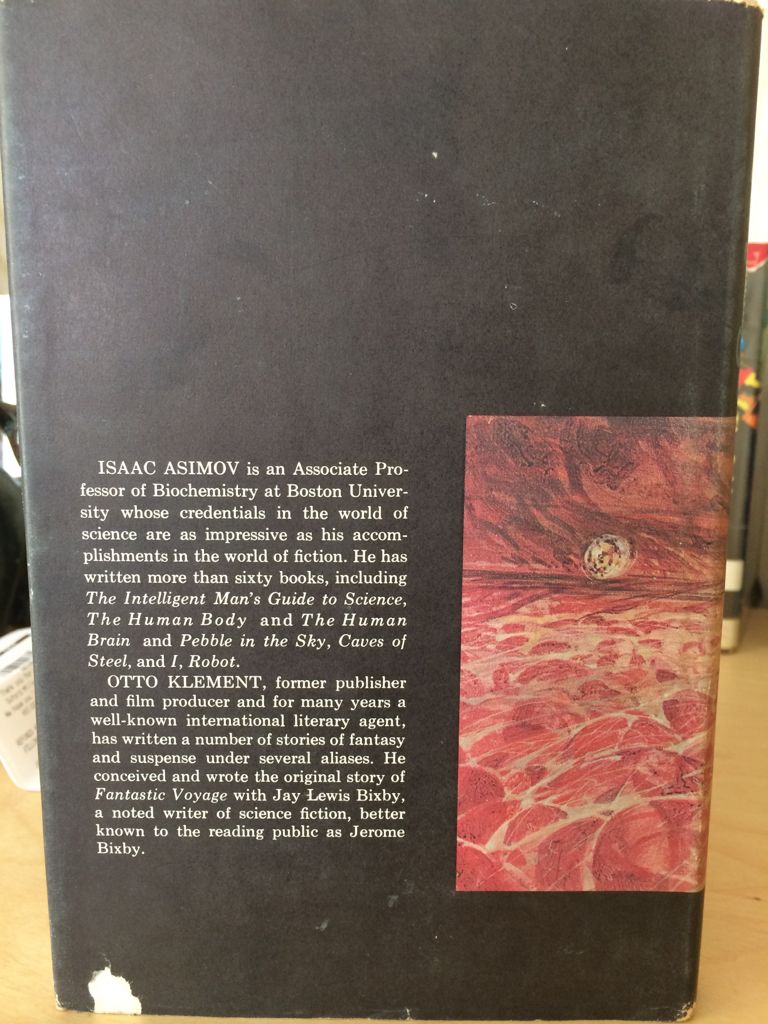 ISAAC ASIMOV is an Associate Pro-
fessor of Biochemistry at Boston Univer-
sity whose credentials in the world of
science are as impressive as his accom-
plishments in the world of fiction. He has
written more than sixty books, including
The Intelligent Man's Guide to Science,
The Human Body and The Human
Brain and Pebble in the Sky, Caves of
Steel, and I, Robot.
OTTO KLEMENT, former publisher
and film producer and for many years a
well-known international literary agent,
has written a number of stories of fantasy
and suspense under several aliases. He
conceived and wrote the original story of
Fantastic Voyage with Jay Lewis Bixby,
a noted writer of science fiction, better
known to the reading public as Jerome
Bixby.